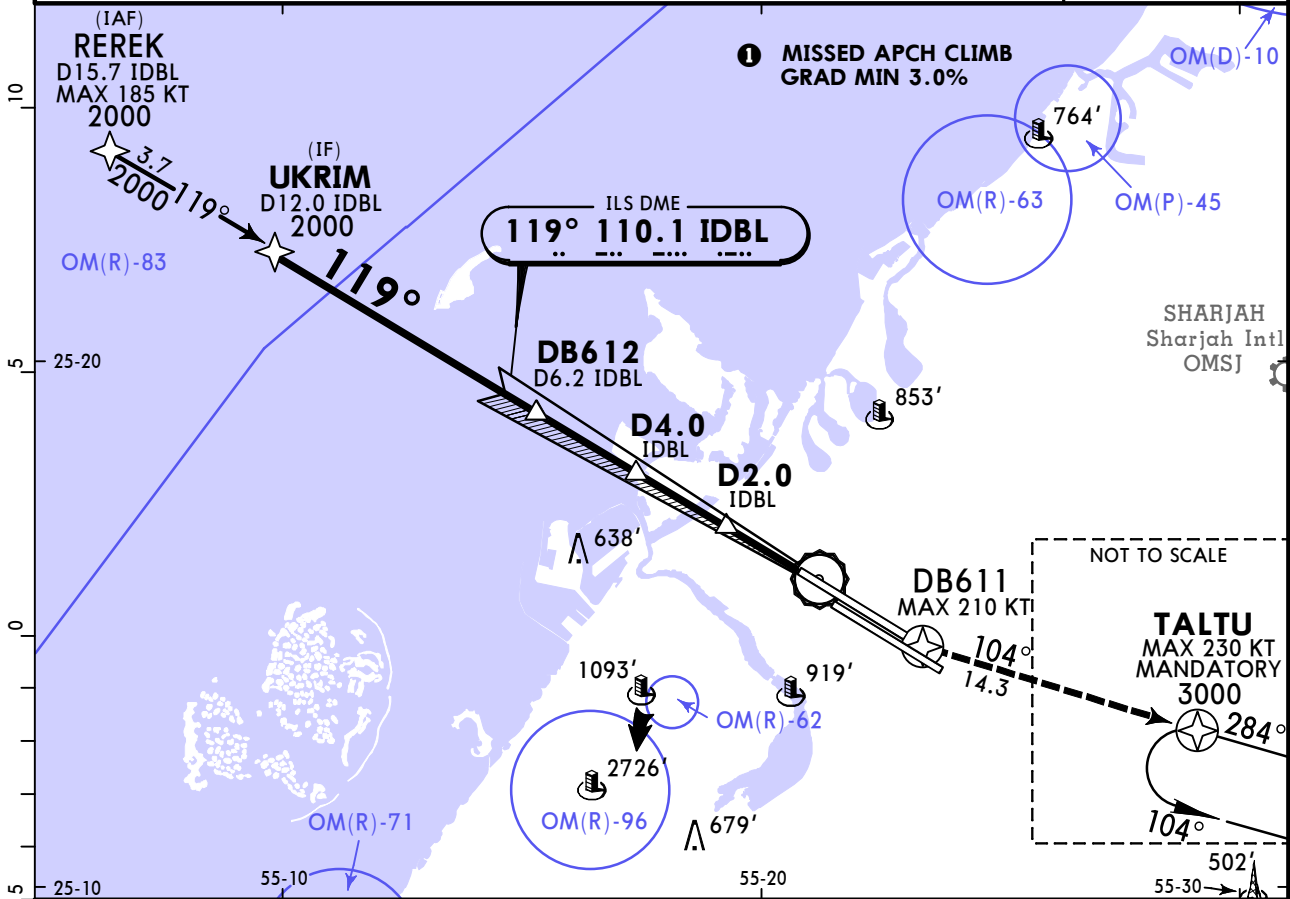 (IAF)
REREK
D15.7 IDBL
MAX 185 KT
2000
3.7
2000
119°
(IF)
UKRIM
D12.0 IDBL
2000
❶ MISSED APCH CLIMB
GRAD MIN 3.0%
OM(D)-10
764'
OM(R)-63
OM(P)-45
ILS DME
119° 110.1 IDBL
OM(R)-83
119°
SHARJAH
Sharjah Intl
OMSJ
10
5
25-20
DB612
D6.2 IDBL
853'
D4.0
IDBL
D2.0
IDBL
638'
NOT TO SCALE
DB611
MAX 210 KT
104°
14.3
TALTU
MAX 230 KT
MANDATORY
3000
284°
104°
0
1093'
919'
OM(R)-62
2726'
OM(R)-96
679'
OM(R)-71
502'
5
25-10
55-10
55-20
55-30